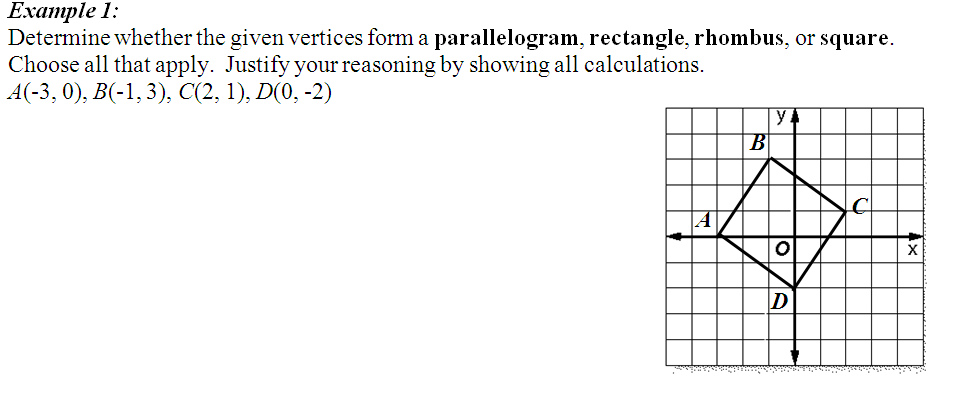 Example 1:
Determine whether the given vertices form a parallelogram, rectangle, rhombus, or square.
Choose all that apply. Justify your reasoning by showing all calculations.
A(-3, 0), B(-1, 3), C(2, 1), D(0, -2)
y
B
C
A
O
x
D